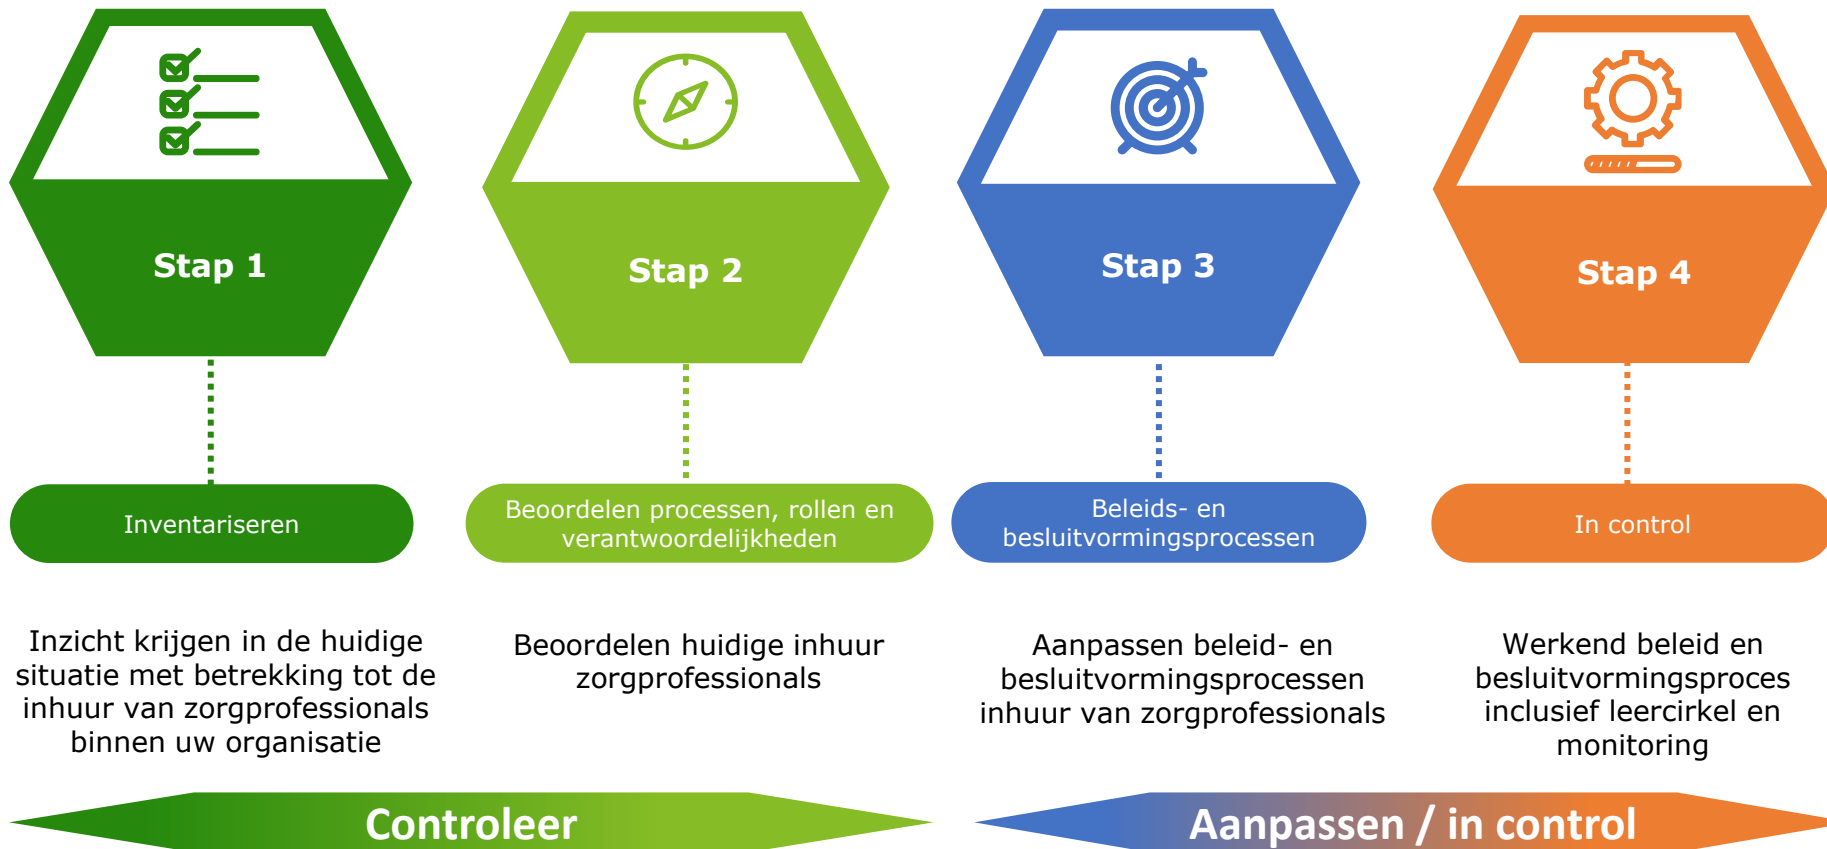 Stap 1
Stap 2
Stap 3
Stap 4
Inventariseren
Beoordelen processen, rollen en
verantwoordelijkheden
Beleids- en
besluitvormingsprocessen
In control
Inzicht krijgen in de huidige
situatie met betrekking tot de
inhuur van zorgprofessionals
binnen uw organisatie
Beoordelen huidige inhuur
zorgprofessionals
Aanpassen beleid- en
besluitvormingsprocessen
inhuur van zorgprofessionals
Werkend beleid en
besluitvormingsproces
inclusief leercirkel en
monitoring
Controleer
Aanpassen / in control